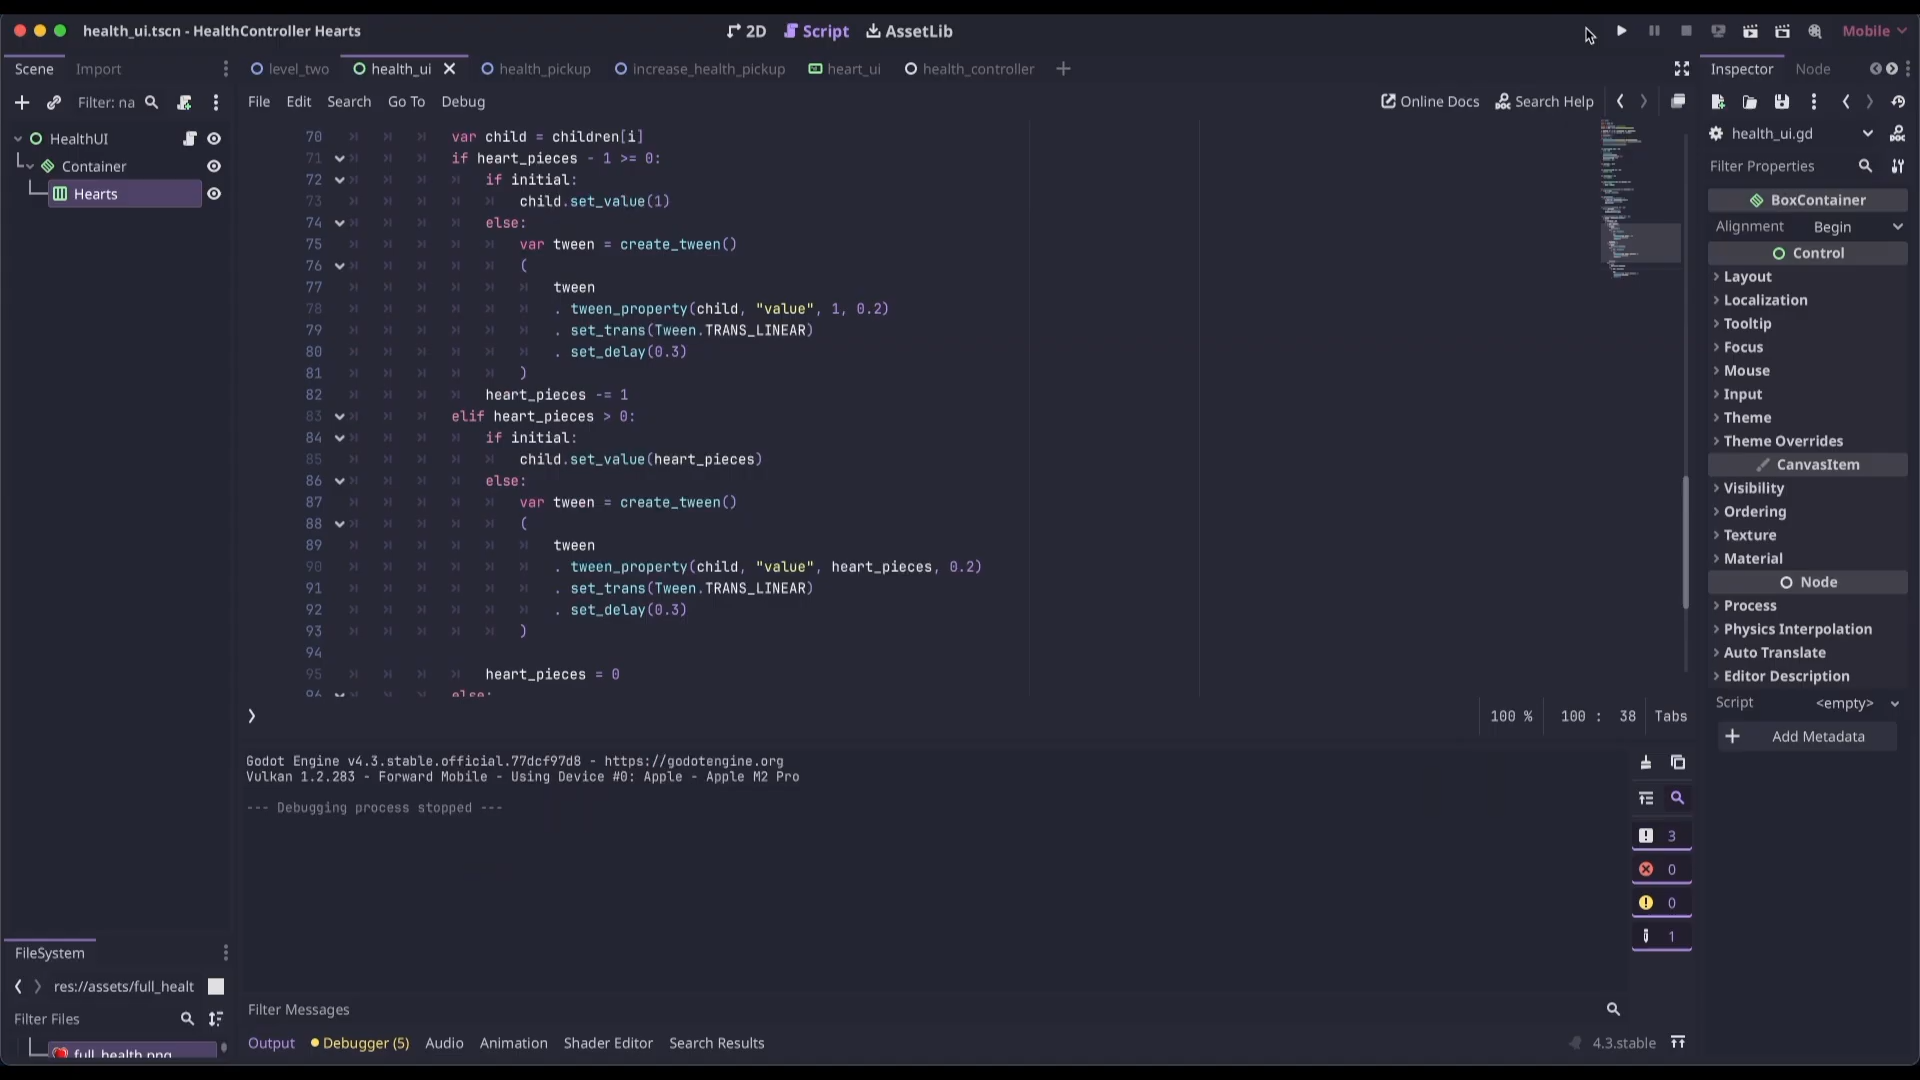 health_ui.tscn - HealthController Hearts
2D Script AssetLib
Mobile
Scene Import
level_two health_ui health_pickup increase_health_pickup heart_ui health_controller
Inspector Node
Filter: na
File Edit Search Go To Debug
Online Docs Search Help
HealthUI
Container
Hearts
70 var child = children[i]
71 if heart_pieces - 1 >= 0:
72 if initial:
73 child.set_value(1)
74 else:
75 var tween = create_tween()
76 (
77 tween
78 . tween_property(child, "value", 1, 0.2)
79 . set_trans(Tween.TRANS_LINEAR)
80 . set_delay(0.3)
81 )
82 heart_pieces -= 1
83 elif heart_pieces > 0:
84 if initial:
85 child.set_value(heart_pieces)
86 else:
87 var tween = create_tween()
88 (
89 tween
90 . tween_property(child, "value", heart_pieces, 0.2)
91 . set_trans(Tween.TRANS_LINEAR)
92 . set_delay(0.3)
93 )
94
95 heart_pieces = 0
96 else:
100 % 100 : 38 Tabs
Godot Engine v4.3.stable.official.77dcf97d8 - https://godotengine.org
Vulkan 1.2.283 - Forward Mobile - Using Device #0: Apple - Apple M2 Pro
--- Debugging process stopped ---
3
0
0
1
Filter Messages
Output Debugger (5) Audio Animation Shader Editor Search Results
4.3.stable
FileSystem
res://assets/full_healt
Filter Files
full_health.png
health_ui.gd
Filter Properties
BoxContainer
Alignment Begin
Control
Layout
Localization
Tooltip
Focus
Mouse
Input
Theme
Theme Overrides
CanvasItem
Visibility
Ordering
Texture
Material
Node
Process
Physics Interpolation
Auto Translate
Editor Description
Script <empty>
Add Metadata